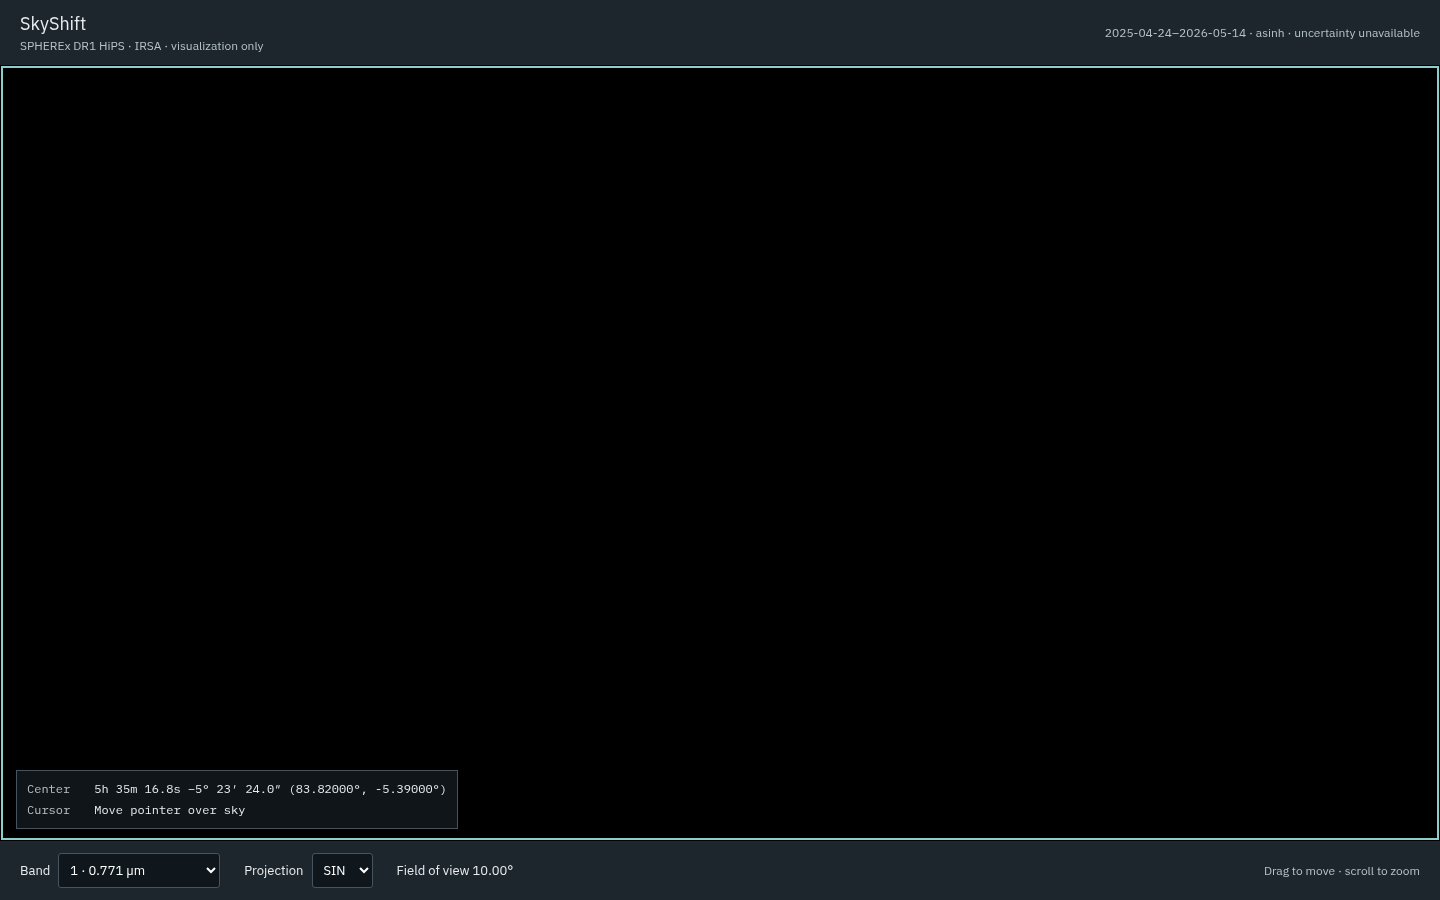 SkyShift
SPHEREx DR1 HiPS · IRSA · visualization only
2025-04-24–2026-05-14 · asinh · uncertainty unavailable
Center 5h 35m 16.8s −5° 23′ 24.0″ (83.82000°, -5.39000°)
Cursor Move pointer over sky
Band 1 · 0.771 µm Projection SIN Field of view 10.00° Drag to move · scroll to zoom